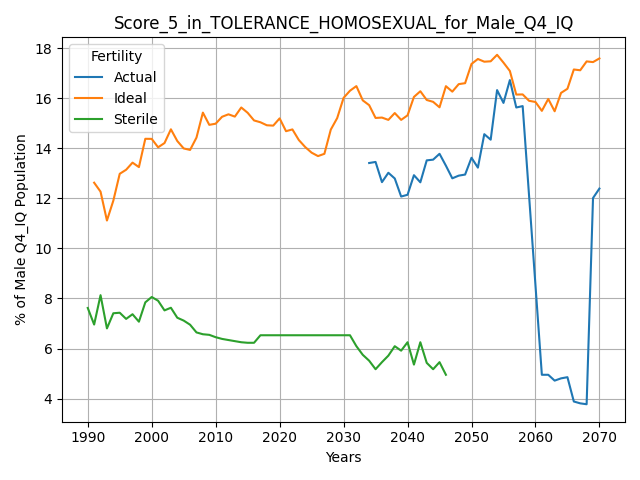 Score_5_in_TOLERANCE_HOMOSEXUAL_for_Male_Q4_IQ
Fertility
Actual
Ideal
Sterile
% of Male Q4_IQ Population
18
16
14
12
10
8
6
4
1990 2000 2010 2020 2030 2040 2050 2060 2070
Years